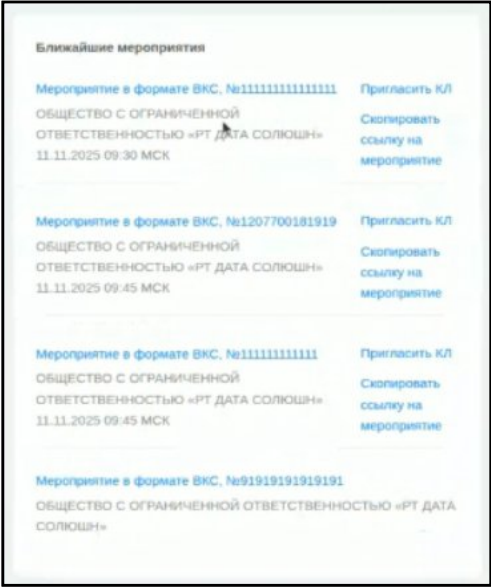 Ближайшие мероприятия
Мероприятие в формате ВКС, №111111111111111
Пригласить КЛ
ОБЩЕСТВО С ОГРАНИЧЕННОЙ
ОТВЕТСТВЕННОСТЬЮ «РТ ДАТА СОЛЮШН»
11.11.2025 09:30 МСК
Скопировать
ссылку на
мероприятие
Мероприятие в формате ВКС, №1207700181919
Пригласить КЛ
ОБЩЕСТВО С ОГРАНИЧЕННОЙ
ОТВЕТСТВЕННОСТЬЮ «РТ ДАТА СОЛЮШН»
11.11.2025 09:45 МСК
Скопировать
ссылку на
мероприятие
Мероприятие в формате ВКС, №111111111111
Пригласить КЛ
ОБЩЕСТВО С ОГРАНИЧЕННОЙ
ОТВЕТСТВЕННОСТЬЮ «РТ ДАТА СОЛЮШН»
11.11.2025 09:45 МСК
Скопировать
ссылку на
мероприятие
Мероприятие в формате ВКС, №91919191919191
ОБЩЕСТВО С ОГРАНИЧЕННОЙ ОТВЕТСТВЕННОСТЬЮ «РТ ДАТА
СОЛЮШН»